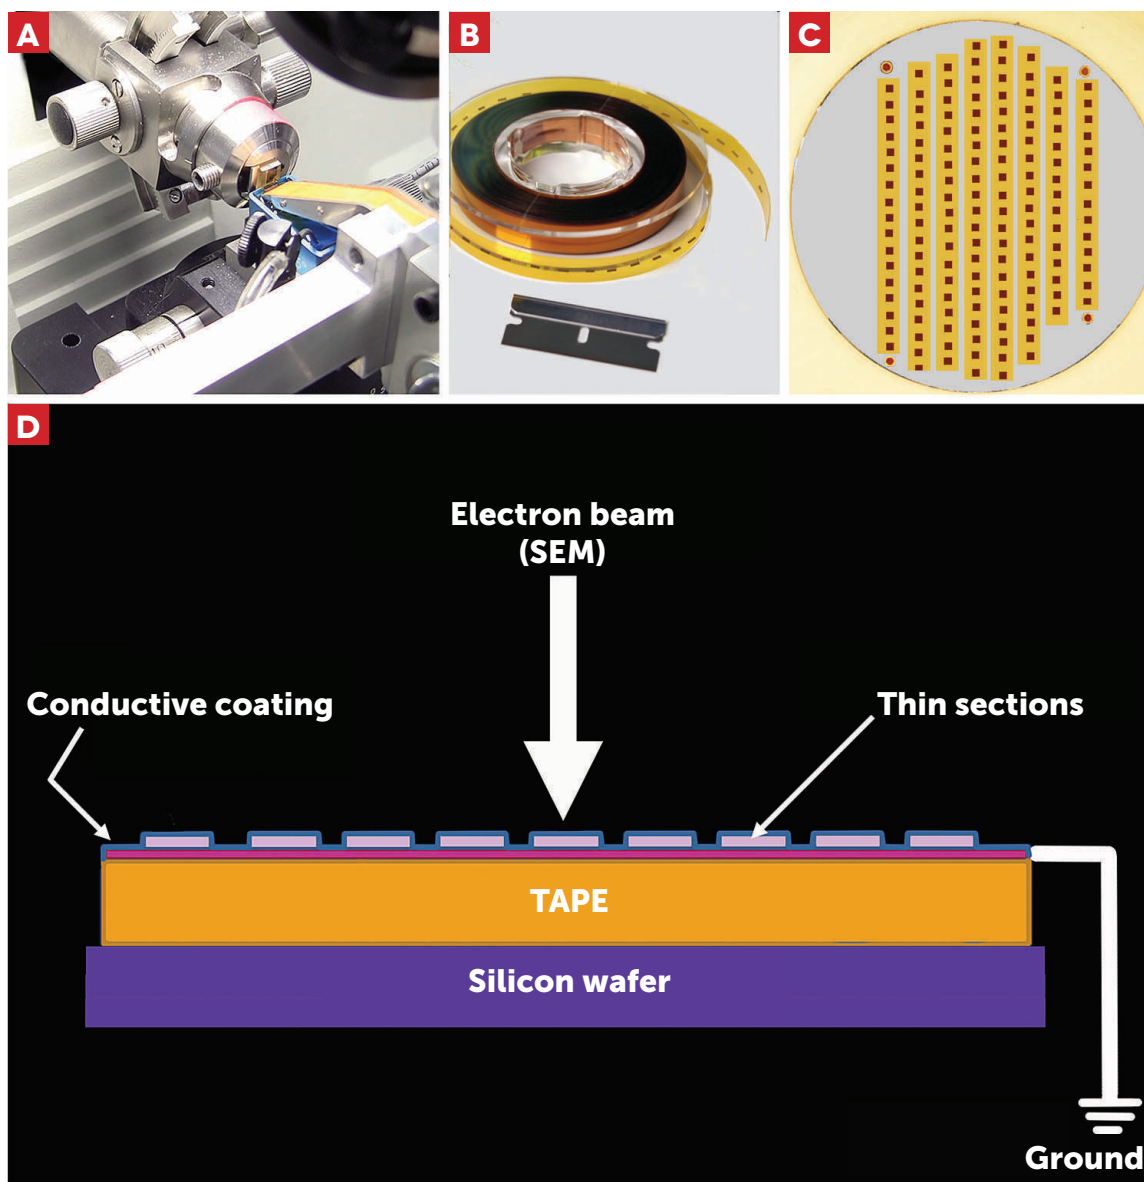 A
B
C
D
Electron beam
(SEM)
Conductive coating
Thin sections
TAPE
Silicon wafer
Ground